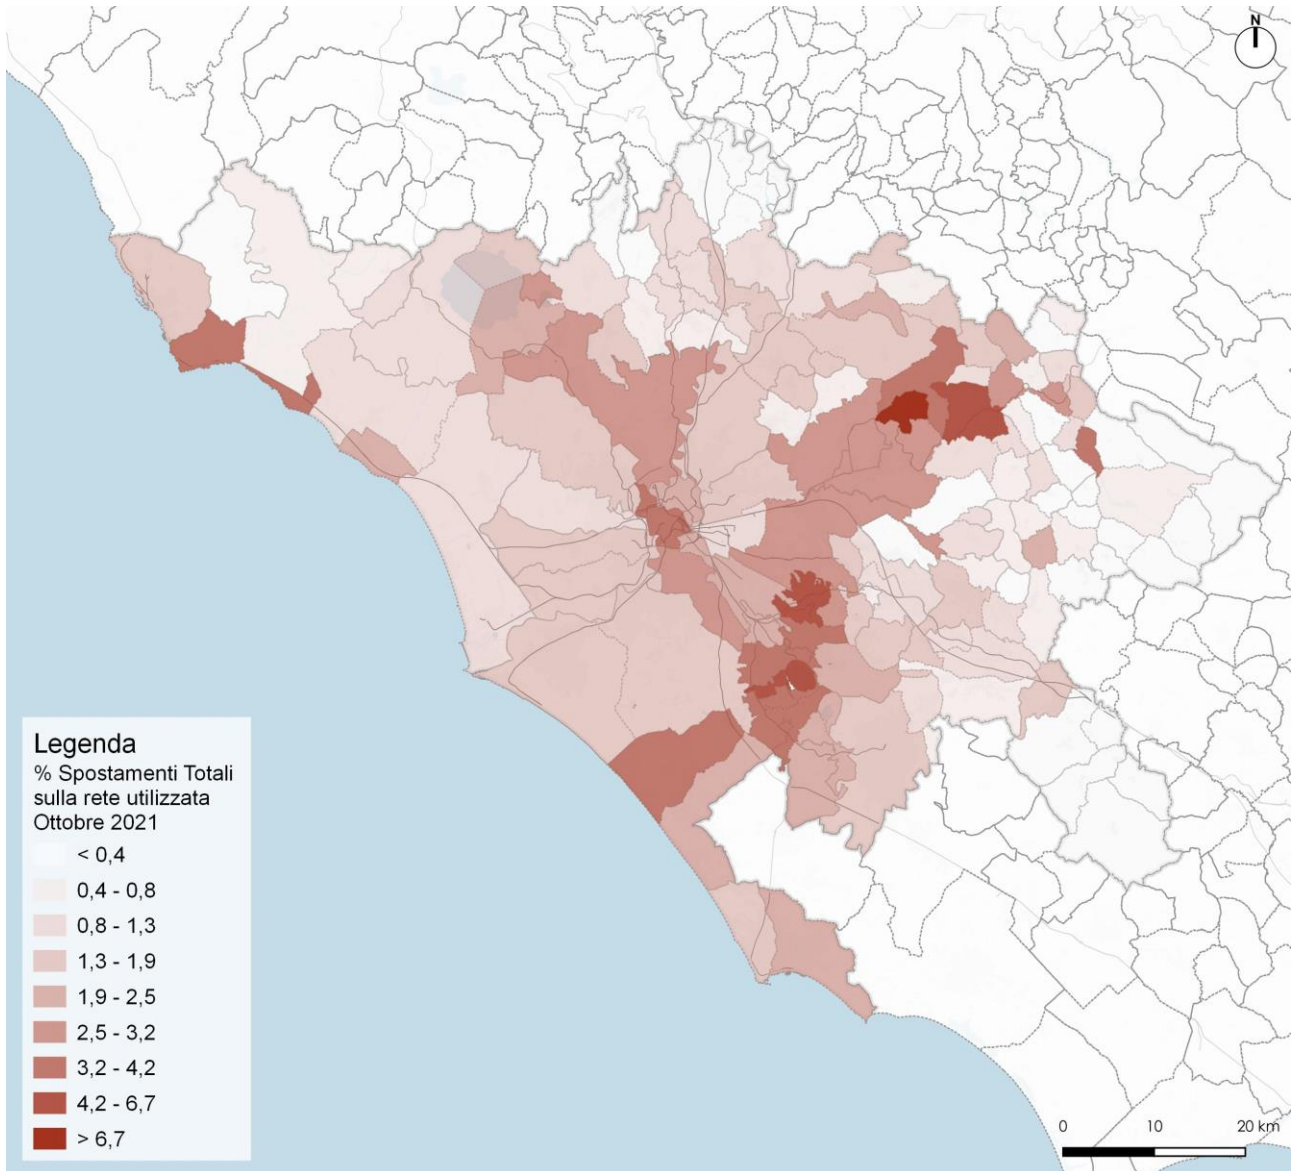 N
Legenda
% Spostamenti Totali
sulla rete utilizzata
Ottobre 2021
< 0,4
0,4 - 0,8
0,8 - 1,3
1,3 - 1,9
1,9 - 2,5
2,5 - 3,2
3,2 - 4,2
4,2 - 6,7
> 6,7
0 10 20 km